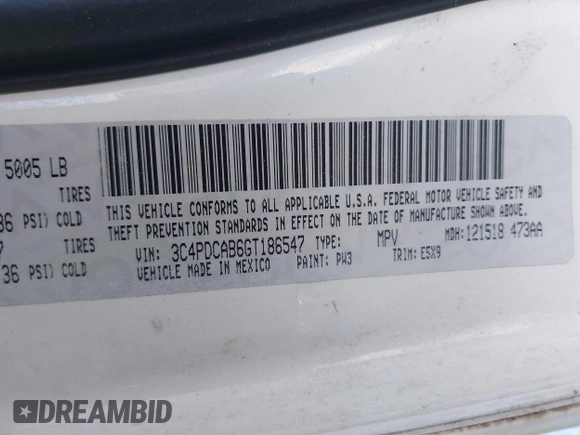 5005 LB
TIRES
36 PSI) COLD
TIRES
36 PSI) COLD
THIS VEHICLE CONFORMS TO ALL APPLICABLE U.S.A. FEDERAL MOTOR VEHICLE SAFETY AND
THEFT PREVENTION STANDARDS IN EFFECT ON THE DATE OF MANUFACTURE SHOWN ABOVE.
VIN: 3C4PDCAB6GT186547 TYPE: MPV MDH:121518 473AA
VEHICLE MADE IN MEXICO PAINT: PW3 TRIM: E5X9
DREAMBID